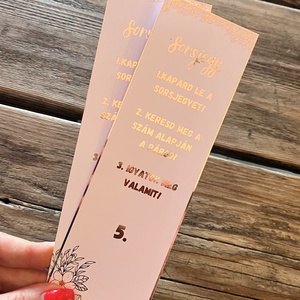 Sorsjegy
1.KAPARD LE A
SORSJEGYET!
2. KERESD MEG A
SZÁM ALAPJÁN
A PÁROD!
3. IGYATOK MEG
VALAMIT!
5.